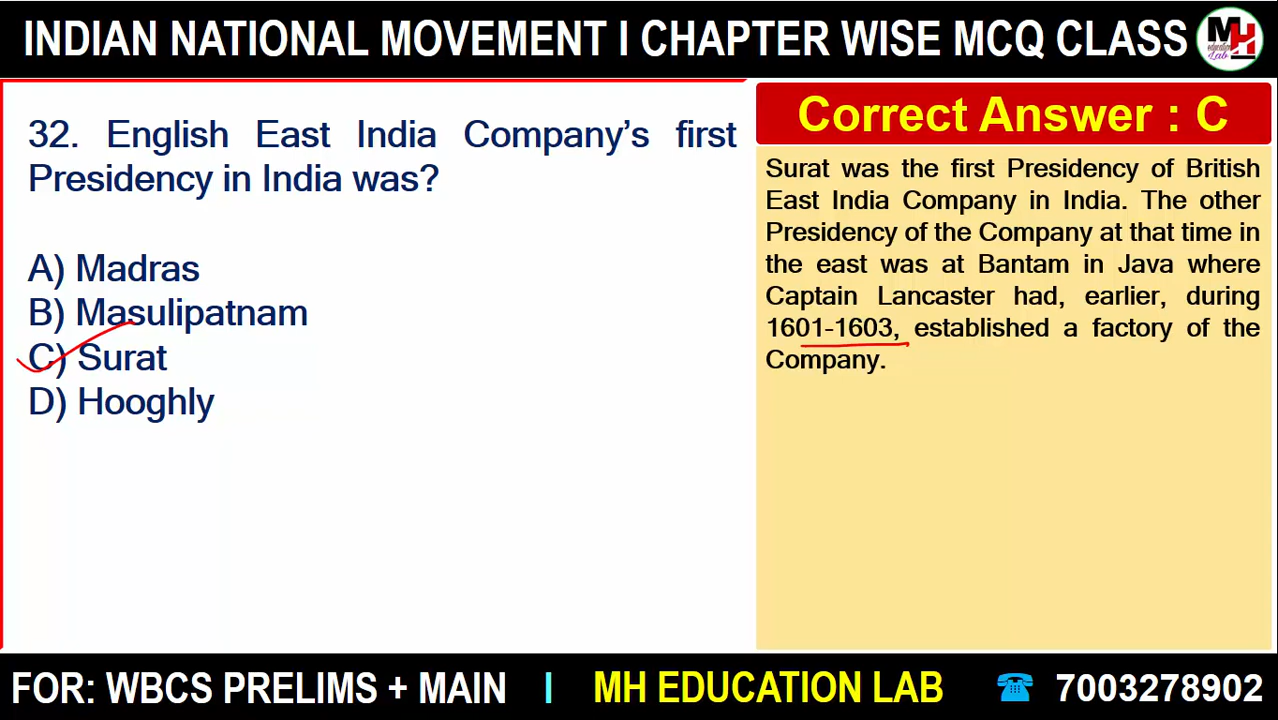 INDIAN NATIONAL MOVEMENT I CHAPTER WISE MCQ CLASS
MH
education
Lab
32. English East India Company's first
Presidency in India was?
A) Madras
B) Masulipatnam
C) Surat
D) Hooghly
Correct Answer : C
Surat was the first Presidency of British
East India Company in India. The other
Presidency of the Company at that time in
the east was at Bantam in Java where
Captain Lancaster had, earlier, during
1601-1603, established a factory of the
Company.
FOR: WBCS PRELIMS + MAIN I MH EDUCATION LAB ☎ 7003278902